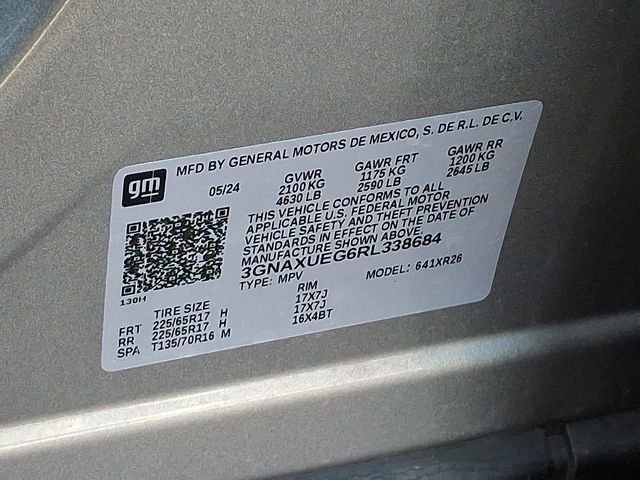 gm
MFD BY GENERAL MOTORS DE MEXICO, S. DE R.L. DE C.V.
05/24 GVWR GAWR FRT GAWR RR
2100 KG 1175 KG 1200 KG
4630 LB 2590 LB 2645 LB
THIS VEHICLE CONFORMS TO ALL
APPLICABLE U.S. FEDERAL MOTOR
VEHICLE SAFETY AND THEFT PREVENTION
STANDARDS IN EFFECT ON THE DATE OF
MANUFACTURE SHOWN ABOVE.
3GNAXUEG6RL338684
TYPE: MPV MODEL: 641XR26
130H
TIRE SIZE RIM
FRT 225/65R17 H 17X7J
RR 225/65R17 H 17X7J
SPA T135/70R16 M 16X4BT